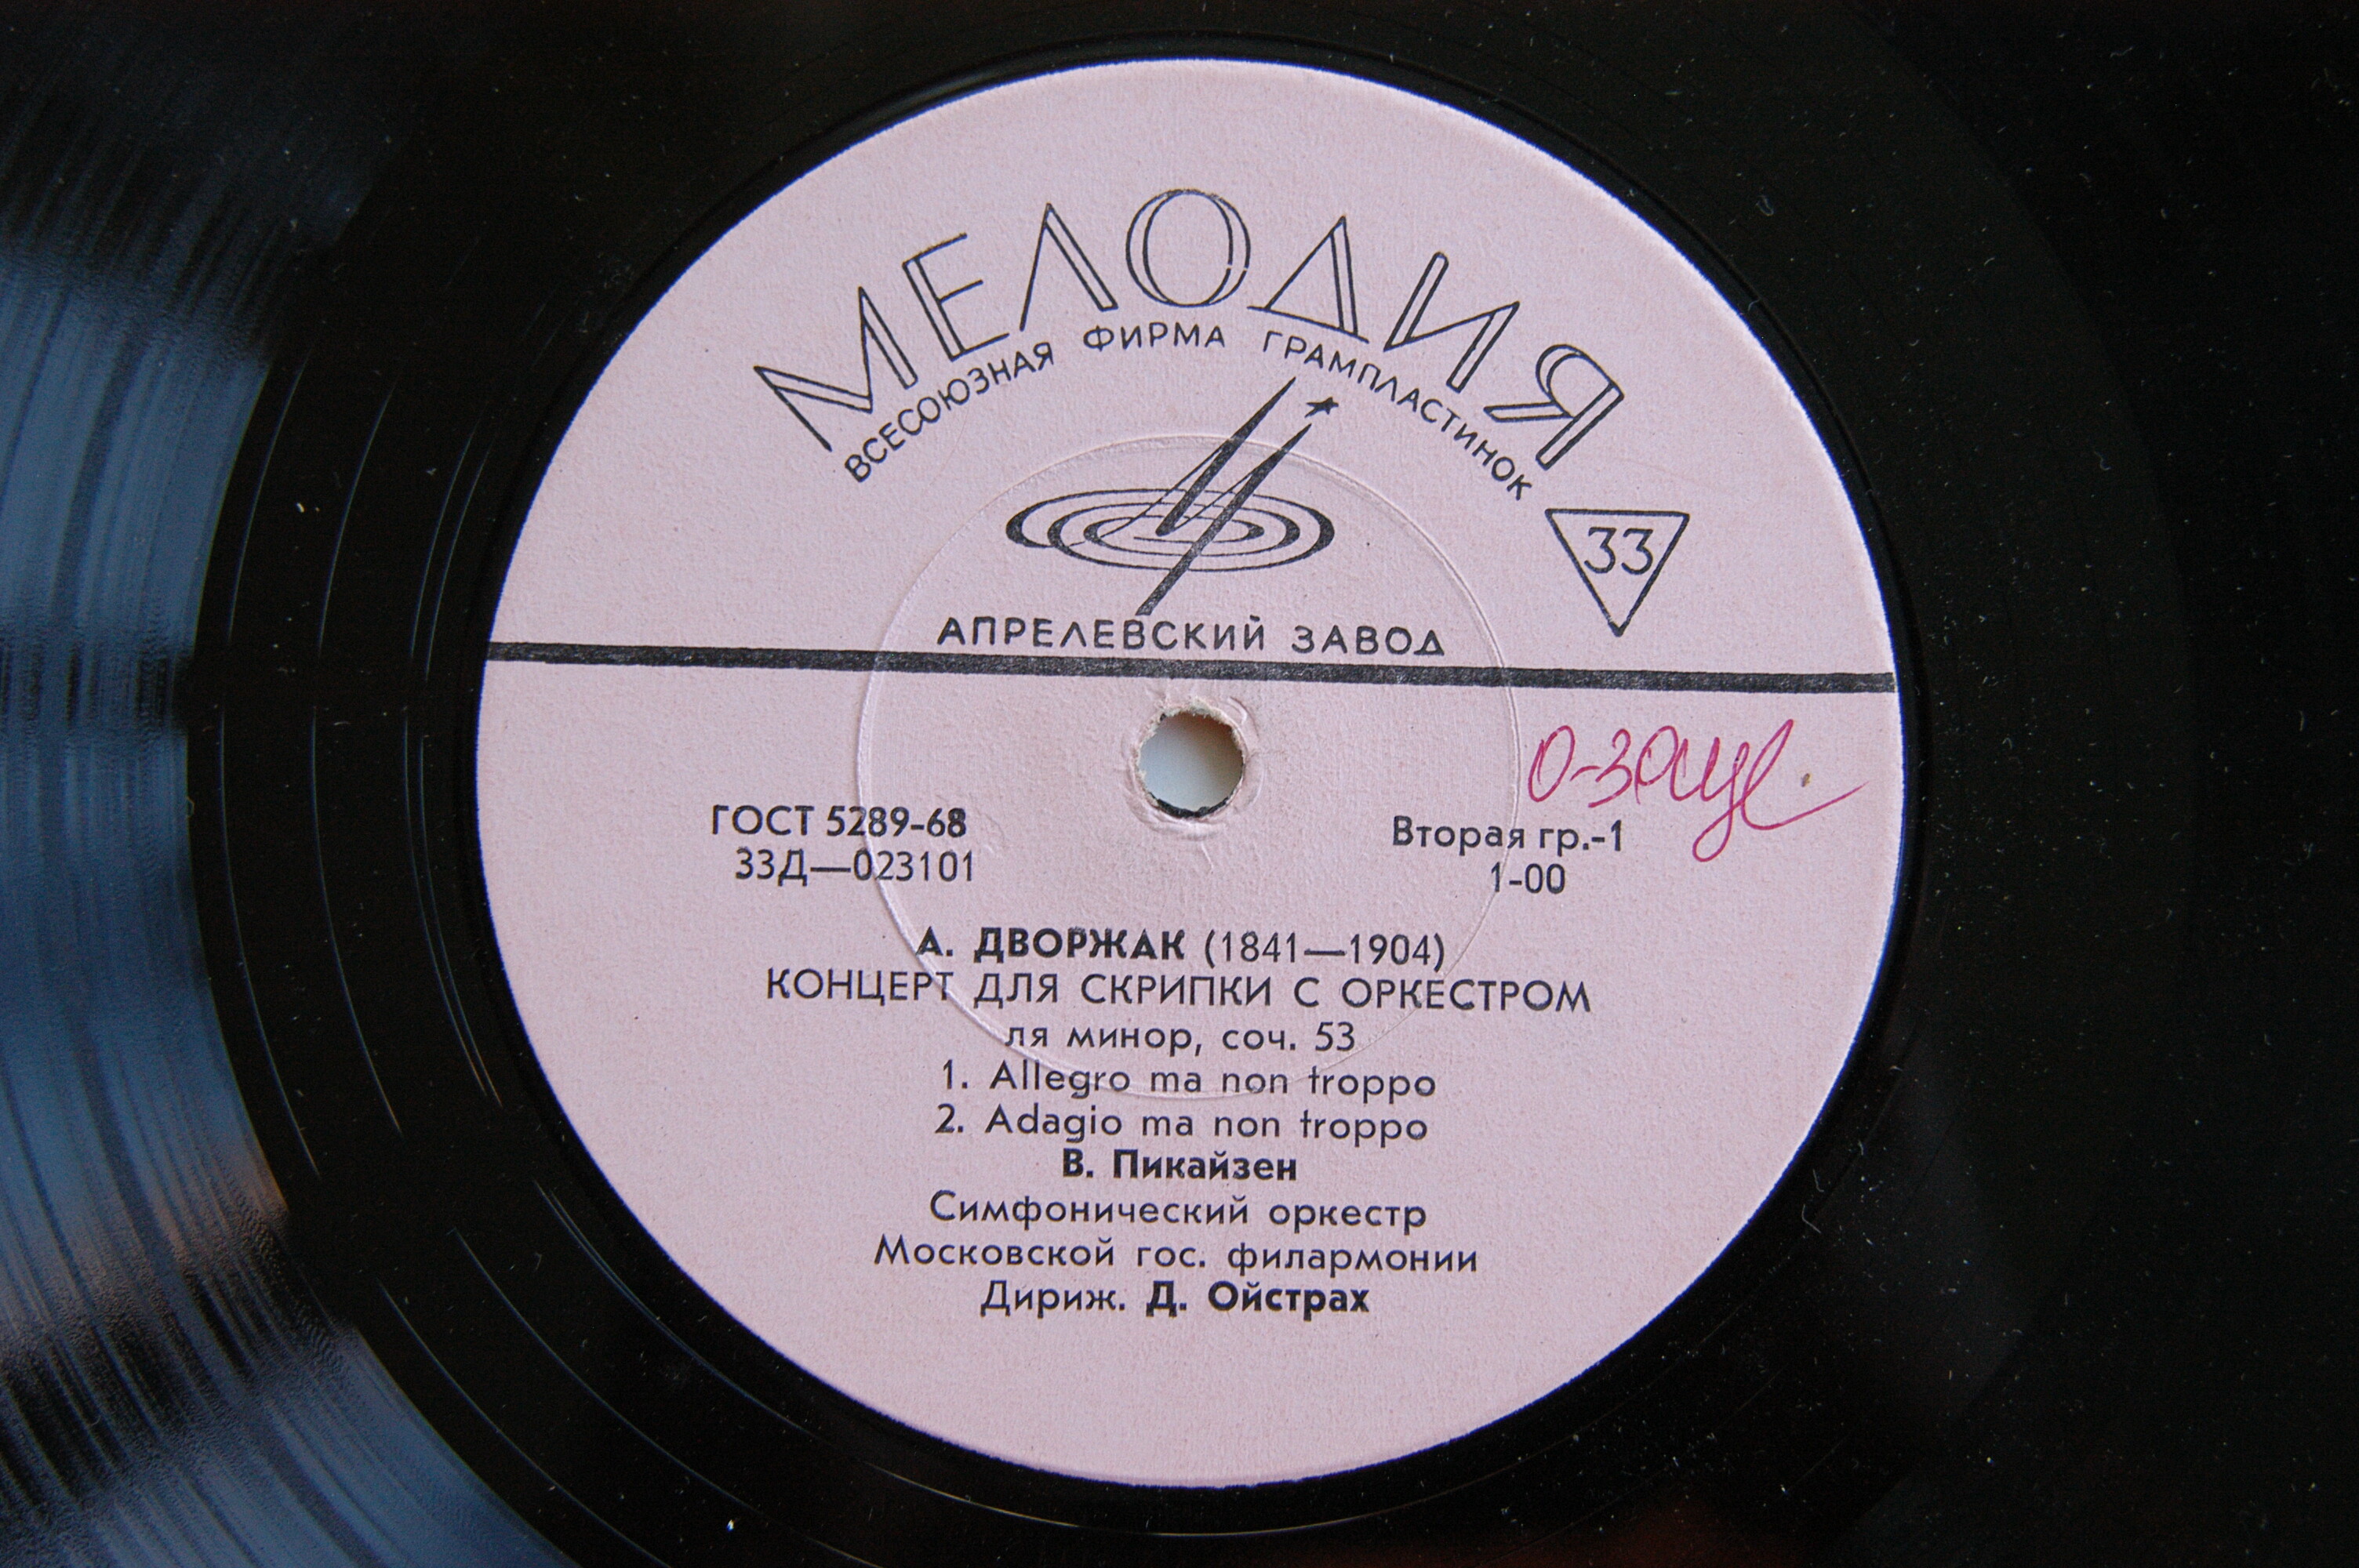 МЕЛОДИЯ
ВСЕСОЮЗНАЯ ФИРМА ГРАМПЛАСТИНОК
33
АПРЕЛЕВСКИЙ ЗАВОД
ГОСТ 5289-68
33Д—023101
Вторая гр.-1
1-00
А. ДВОРЖАК (1841—1904)
КОНЦЕРТ ДЛЯ СКРИПКИ С ОРКЕСТРОМ
ля минор, соч. 53
1. Allegro ma non troppo
2. Adagio ma non troppo
В. Пикайзен
Симфонический оркестр
Московской гос. филармонии
Дириж. Д. Ойстрах